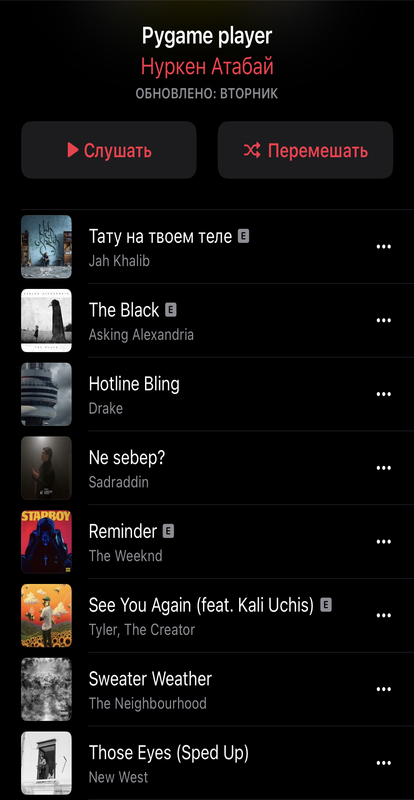 Pygame player
Нуркен Атабай
ОБНОВЛЕНО: ВТОРНИК
Слушать
Перемешать
Тату на твоем теле E
Jah Khalib
The Black E
Asking Alexandria
Hotline Bling
Drake
Ne sebep?
Sadraddin
STARBOY
Reminder E
The Weeknd
See You Again (feat. Kali Uchis) E
Tyler, The Creator
Sweater Weather
The Neighbourhood
Those Eyes (Sped Up)
New West